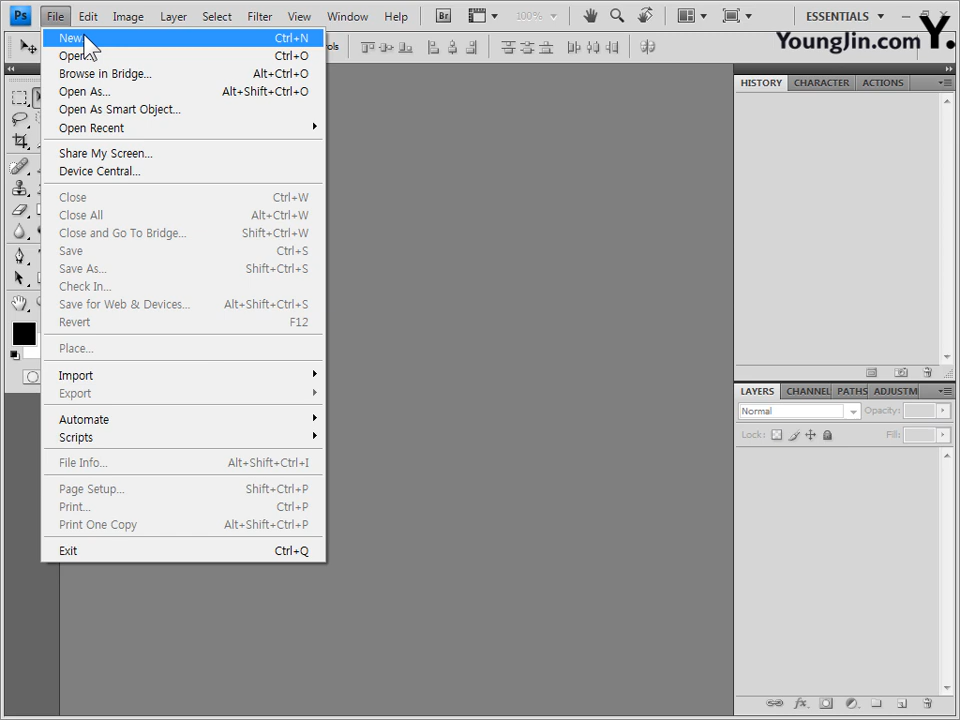 Ps File Edit Image Layer Select Filter View Window Help Br 100% ESSENTIALS
YoungJin.com Y.
New... Ctrl+N
Ctrl+O
Browse in Bridge... Alt+Ctrl+O
Open As... Alt+Shift+Ctrl+O
Open As Smart Object...
Open Recent
Share My Screen...
Device Central...
Close Ctrl+W
Close All Alt+Ctrl+W
Close and Go To Bridge... Shift+Ctrl+W
Save Ctrl+S
Save As... Shift+Ctrl+S
Check In...
Save for Web & Devices... Alt+Shift+Ctrl+S
Revert F12
Place...
Import
Export
Automate
Scripts
File Info... Alt+Shift+Ctrl+I
Page Setup... Shift+Ctrl+P
Print... Ctrl+P
Print One Copy Alt+Shift+Ctrl+P
Exit Ctrl+Q
HISTORY CHARACTER ACTIONS
LAYERS CHANNEL PATHS ADJUSTM
Normal Opacity:
Lock: Fill:
fx